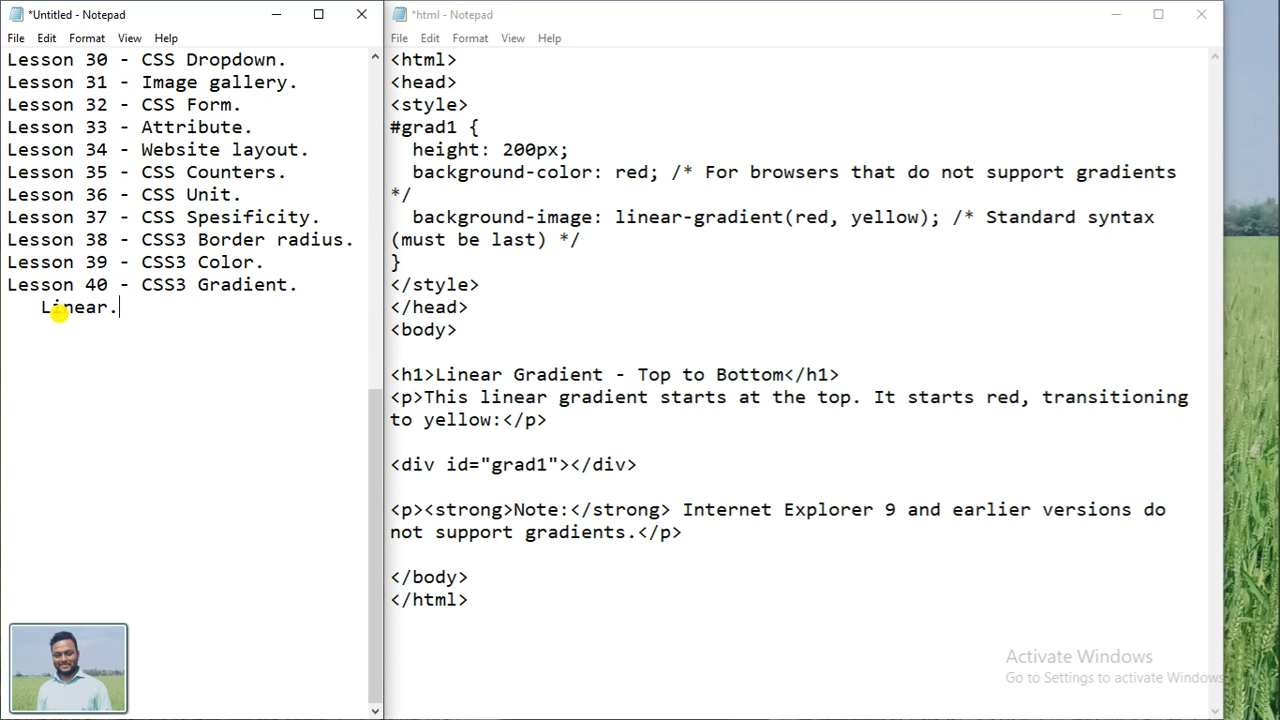 *Untitled - Notepad
File Edit Format View Help
Lesson 30 - CSS Dropdown.
Lesson 31 - Image gallery.
Lesson 32 - CSS Form.
Lesson 33 - Attribute.
Lesson 34 - Website layout.
Lesson 35 - CSS Counters.
Lesson 36 - CSS Unit.
Lesson 37 - CSS Spesificity.
Lesson 38 - CSS3 Border radius.
Lesson 39 - CSS3 Color.
Lesson 40 - CSS3 Gradient.
Linear.
*html - Notepad
File Edit Format View Help
<html>
<head>
<style>
#grad1 {
height: 200px;
background-color: red; /* For browsers that do not support gradients
*/
background-image: linear-gradient(red, yellow); /* Standard syntax
(must be last) */
}
</style>
</head>
<body>
<h1>Linear Gradient - Top to Bottom</h1>
<p>This linear gradient starts at the top. It starts red, transitioning
to yellow:</p>
<div id="grad1"></div>
<p><strong>Note:</strong> Internet Explorer 9 and earlier versions do
not support gradients.</p>
</body>
</html>
Activate Windows
Go to Settings to activate Windows